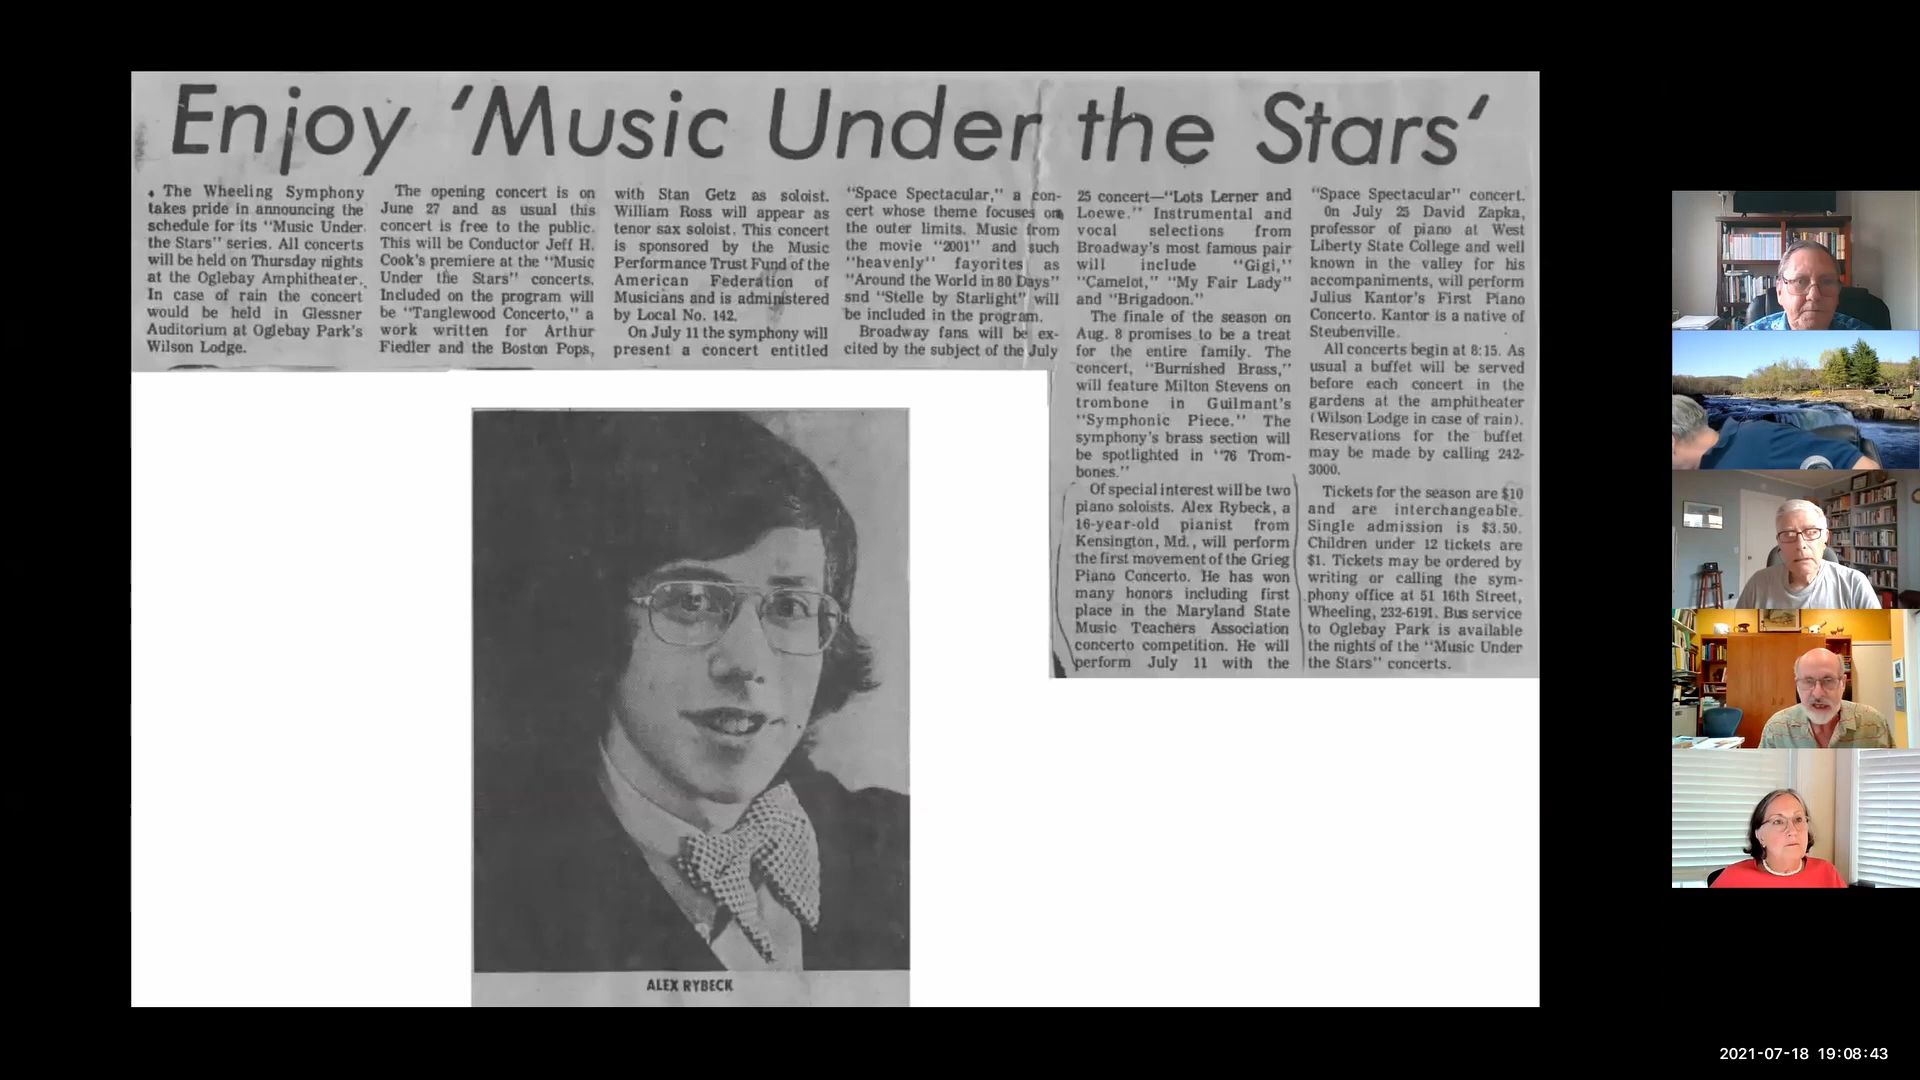 Enjoy 'Music Under the Stars'
• The Wheeling Symphony
takes pride in announcing the
schedule for its "Music Under
the Stars" series. All concerts
will be held on Thursday nights
at the Oglebay Amphitheater.
In case of rain the concert
would be held in Glessner
Auditorium at Oglebay Park's
Wilson Lodge.
The opening concert is on
June 27 and as usual this
concert is free to the public.
This will be Conductor Jeff H.
Cook's premiere at the "Music
Under the Stars" concerts.
Included on the program will
be "Tanglewood Concerto," a
work written for Arthur
Fiedler and the Boston Pops,
with Stan Getz as soloist.
William Ross will appear as
tenor sax soloist. This concert
is sponsored by the Music
Performance Trust Fund of the
American Federation of
Musicians and is administered
by Local No. 142.
On July 11 the symphony will
present a concert entitled
"Space Spectacular," a con-
cert whose theme focuses on
the outer limits. Music from
the movie "2001" and such
"heavenly" fayorites as
"Around the World in 80 Days"
snd "Stelle by Starlight" will
be included in the program.
Broadway fans will be ex-
cited by the subject of the July
25 concert—"Lots Lerner and
Loewe." Instrumental and
vocal selections from
Broadway's most famous pair
will include "Gigi,"
"Camelot," "My Fair Lady"
and "Brigadoon."
The finale of the season on
Aug. 8 promises to be a treat
for the entire family. The
concert, "Burnished Brass,"
will feature Milton Stevens on
trombone in Guilmant's
"Symphonic Piece." The
symphony's brass section will
be spotlighted in "76 Trom-
bones."
Of special interest will be two
piano soloists. Alex Rybeck, a
16-year-old pianist from
Kensington, Md., will perform
the first movement of the Grieg
Piano Concerto. He has won
many honors including first
place in the Maryland State
Music Teachers Association
concerto competition. He will
perform July 11 with the
"Space Spectacular" concert.
On July 25 David Zapka,
professor of piano at West
Liberty State College and well
known in the valley for his
accompaniments, will perform
Julius Kantor's First Piano
Concerto. Kantor is a native of
Steubenville.
All concerts begin at 8:15. As
usual a buffet will be served
before each concert in the
gardens at the amphitheater
(Wilson Lodge in case of rain).
Reservations for the buffet
may be made by calling 242-
3000.
Tickets for the season are $10
and are interchangeable.
Single admission is $3.50.
Children under 12 tickets are
$1. Tickets may be ordered by
writing or calling the sym-
phony office at 51 16th Street,
Wheeling, 232-6191. Bus service
to Oglebay Park is available
the nights of the "Music Under
the Stars" concerts.
ALEX RYBECK
2021-07-18 19:08:43